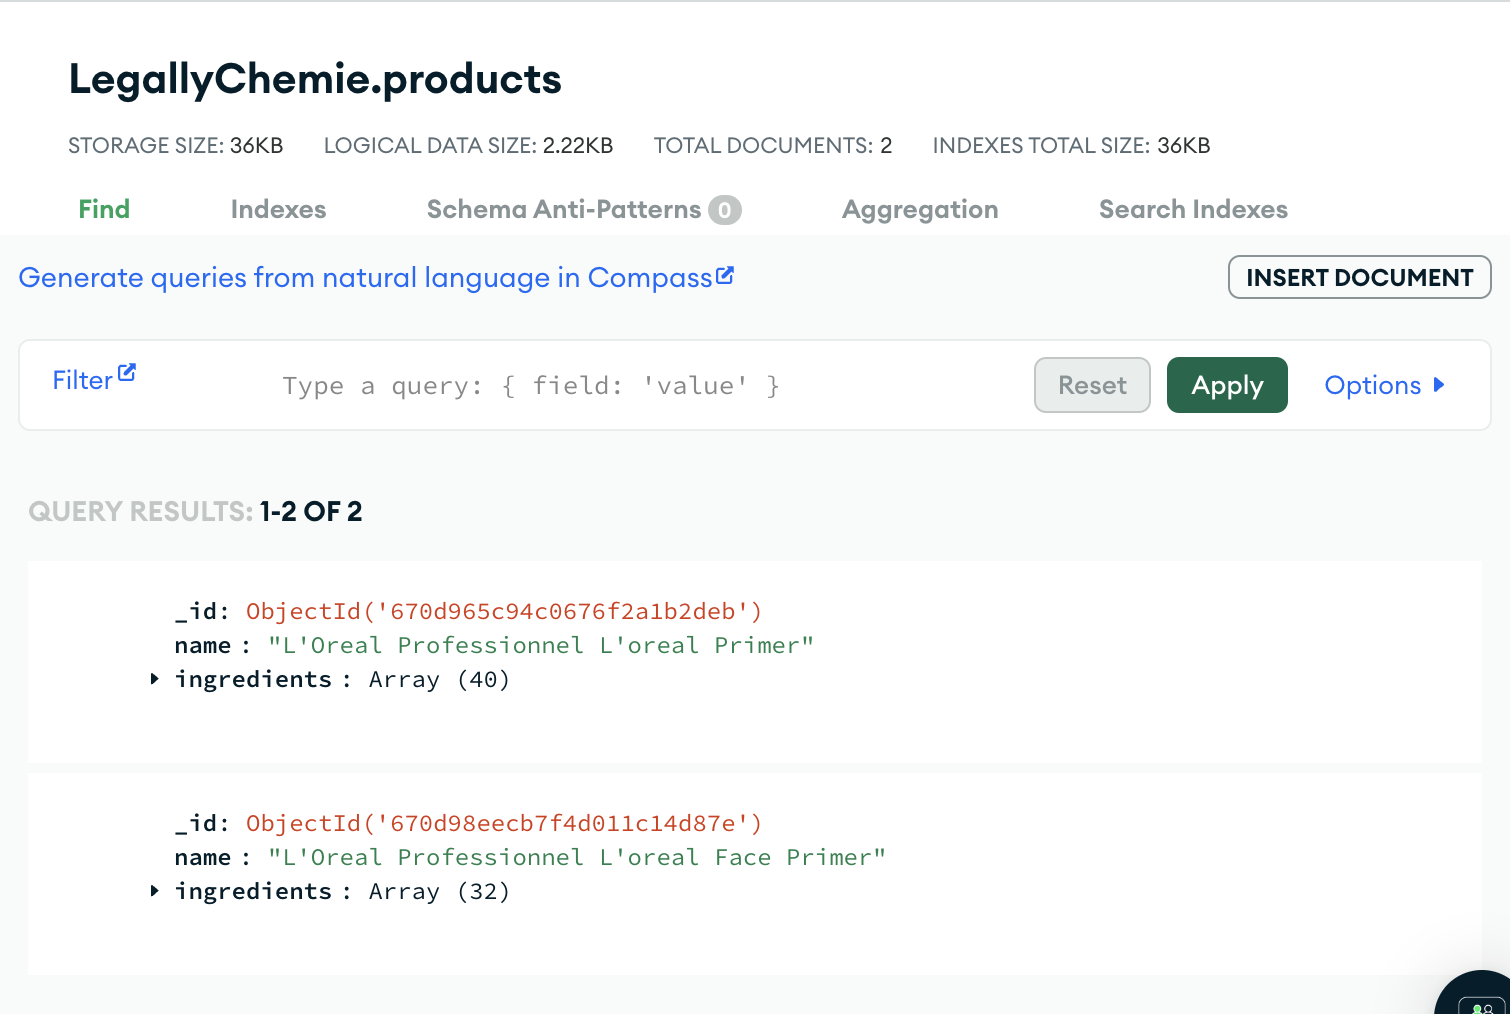 LegallyChemie.products
STORAGE SIZE: 36KB LOGICAL DATA SIZE: 2.22KB TOTAL DOCUMENTS: 2 INDEXES TOTAL SIZE: 36KB
Find Indexes Schema Anti-Patterns 0 Aggregation Search Indexes
Generate queries from natural language in Compass
INSERT DOCUMENT
Filter Type a query: { field: 'value' } Reset Apply Options
QUERY RESULTS: 1-2 OF 2
_id: ObjectId('670d965c94c0676f2a1b2deb')
name : "L'Oreal Professionnel L'oreal Primer"
ingredients : Array (40)
_id: ObjectId('670d98eecb7f4d011c14d87e')
name : "L'Oreal Professionnel L'oreal Face Primer"
ingredients : Array (32)